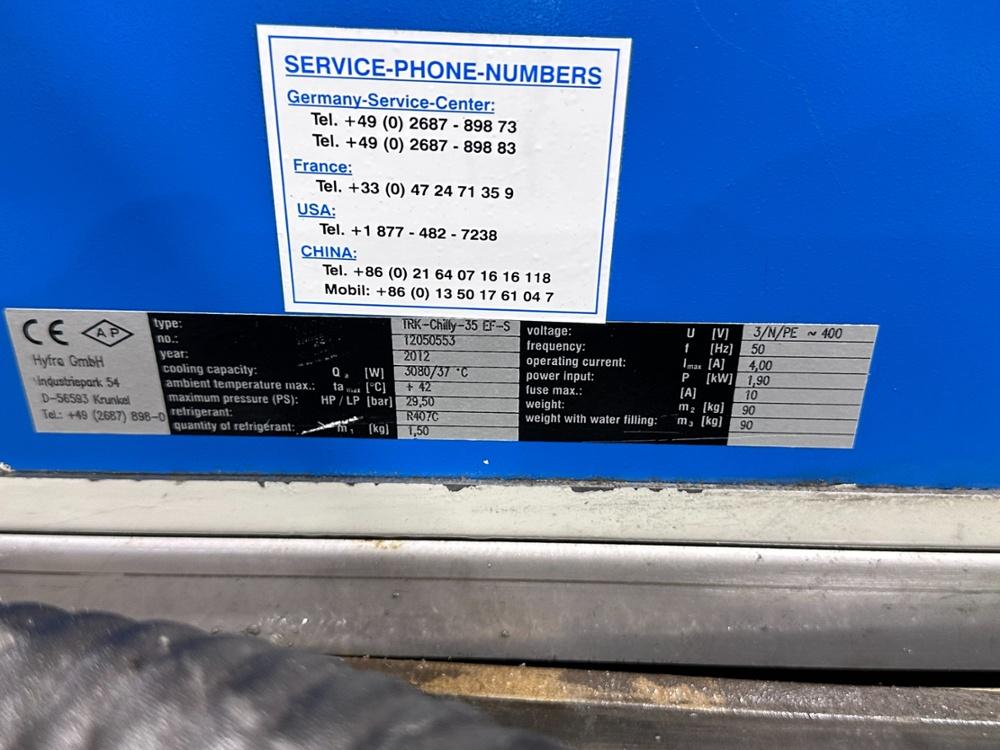 SERVICE-PHONE-NUMBERS
Germany-Service-Center:
Tel. +49 (0) 2687 - 898 73
Tel. +49 (0) 2687 - 898 83
France:
Tel. +33 (0) 47 24 71 35 9
USA:
Tel. +1 877 - 482 - 7238
CHINA:
Tel. +86 (0) 21 64 07 16 16 118
Mobil: +86 (0) 13 50 17 61 04 7
CE AP
Hyfra GmbH
Industriepark 54
D-56593 Krunkel
Tel.: +49 (2687) 898-0
type: TRK-Chilly-35 EF-S
no.: 12050553
year: 2012
cooling capacity: Q a [W] 3080/37 °C
ambient temperature max.: ta max [°C] + 42
maximum pressure (PS): HP / LP [bar] 29,50
refrigerant: R407C
quantity of refrigerant: m 1 [kg] 1,50
voltage: U [V] 3/N/PE ~ 400
frequency: f [Hz] 50
operating current: I max [A] 4,00
power input: P [kW] 1,90
fuse max.: [A] 10
weight: m 2 [kg] 90
weight with water filling: m 3 [kg] 90